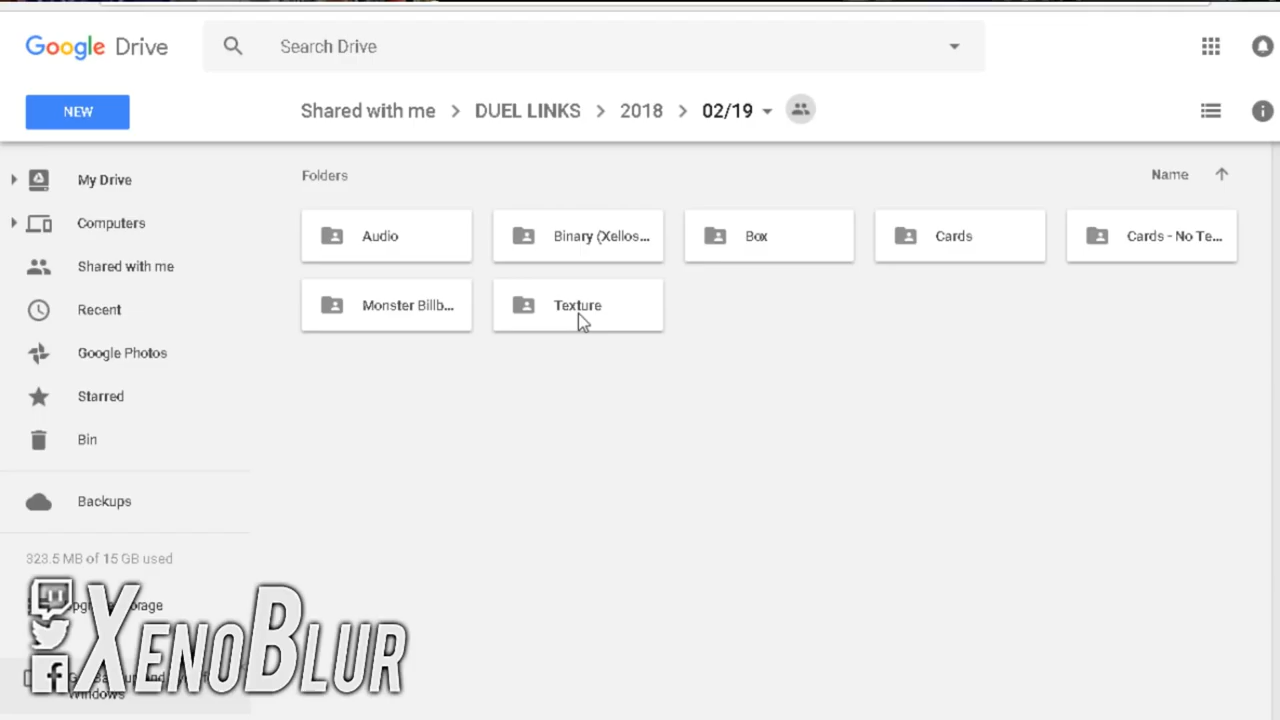 Google Drive
Search Drive
NEW
Shared with me > DUEL LINKS > 2018 > 02/19
My Drive
Computers
Shared with me
Recent
Google Photos
Starred
Bin
Backups
323.5 MB of 15 GB used
Folders
Name
Audio
Binary (Xellos...
Box
Cards
Cards - No Te...
Monster Billb...
Texture
XENOBLUR
Windows